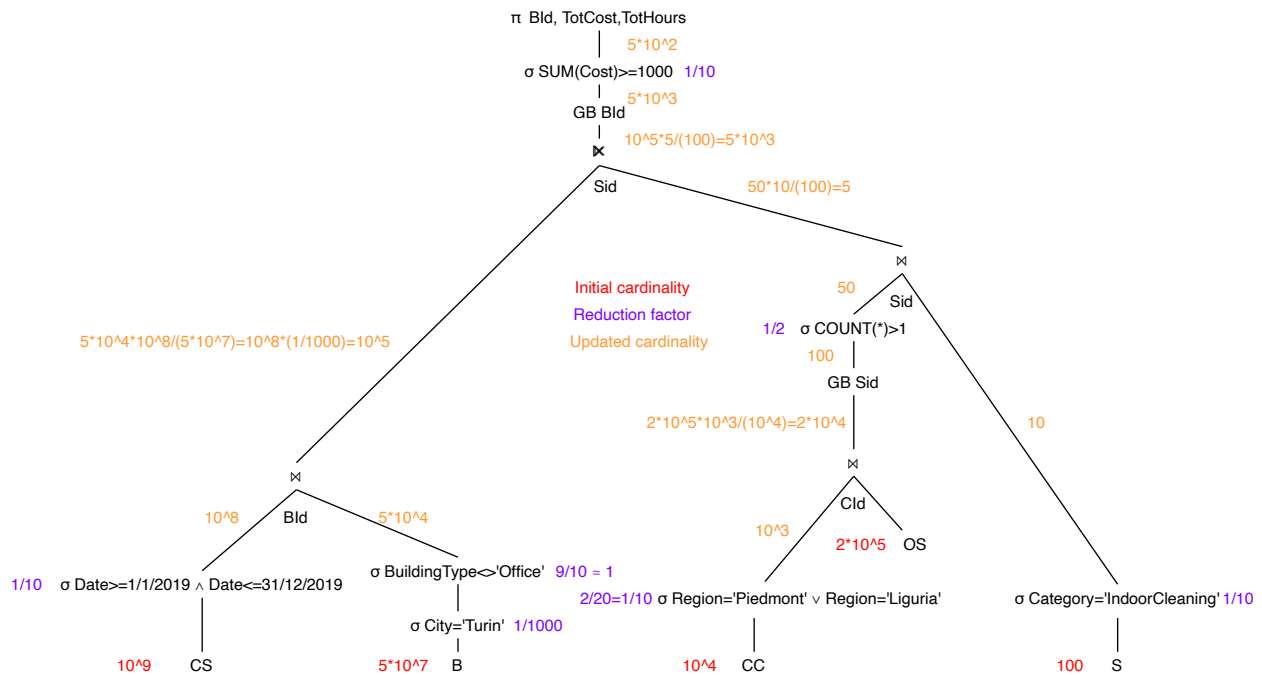 π BId, TotCost,TotHours
5*10^2
σ SUM(Cost)>=1000 1/10
5*10^3
GB BId
10^5*5/(100)=5*10^3
⋈
Sid
50*10/(100)=5
⋈
Initial cardinality
50
Sid
Reduction factor
1/2 σ COUNT(*)>1
5*10^4*10^8/(5*10^7)=10^8*(1/1000)=10^5
Updated cardinality
100
GB Sid
2*10^5*10^3/(10^4)=2*10^4
10
⋈
⋈
CId
10^8
BId
5*10^4
10^3
2*10^5 OS
1/10 σ Date>=1/1/2019 ∧ Date<=31/12/2019
σ BuildingType<>'Office' 9/10 ≃ 1
2/20=1/10 σ Region='Piedmont' ∨ Region='Liguria'
σ Category='IndoorCleaning' 1/10
σ City='Turin' 1/1000
10^9 CS
5*10^7 B
10^4 CC
100 S